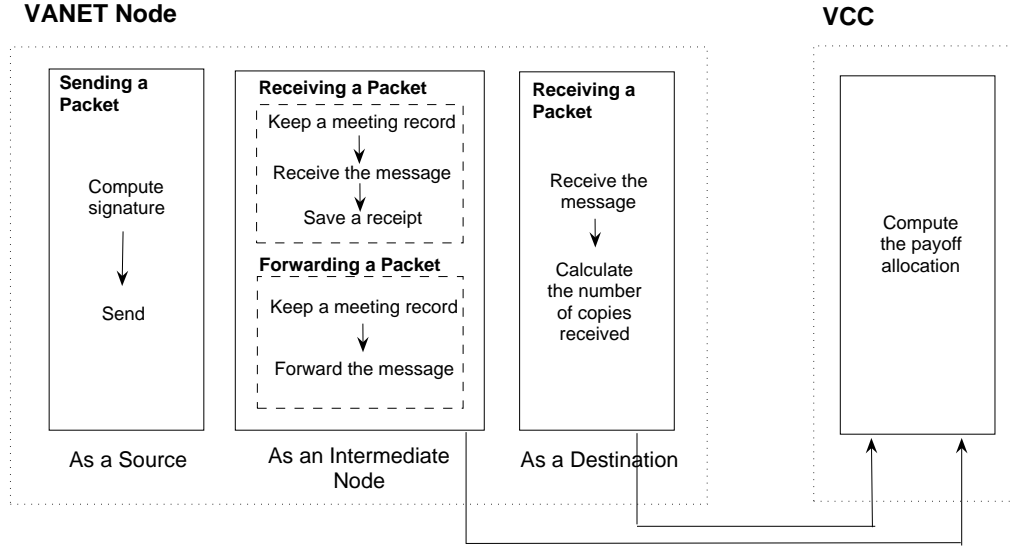 VANET Node
VCC
Sending a
Packet
Compute
signature
Send
As a Source
Receiving a Packet
Keep a meeting record
Receive the message
Save a receipt
Forwarding a Packet
Keep a meeting record
Forward the message
As an Intermediate
Node
Receiving a
Packet
Receive the
message
Calculate
the number
of copies
received
As a Destination
Compute
the payoff
allocation